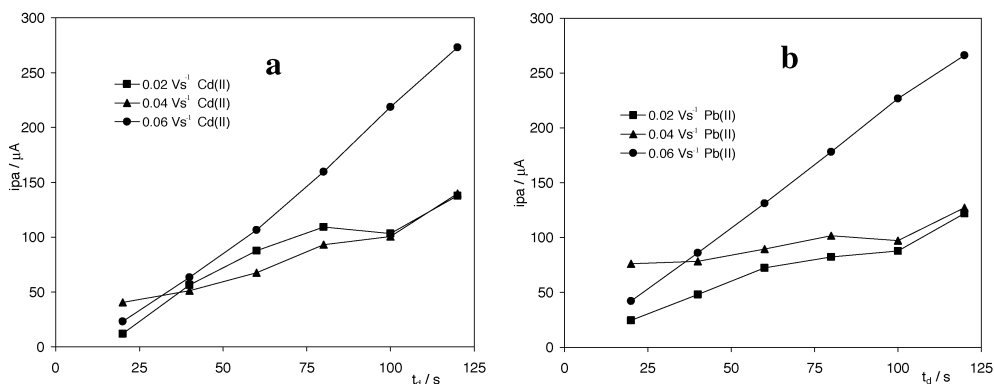 a
300
250
200
150
100
50
0
ipa / µA
0.02 Vs-1 Cd(II)
0.04 Vs-1 Cd(II)
0.06 Vs-1 Cd(II)
0 25 50 75 100 125
td / s
b
300
250
200
150
100
50
0
ipa / µA
0.02 Vs-1 Pb(II)
0.04 Vs-1 Pb(II)
0.06 Vs-1 Pb(II)
0 25 50 75 100 125
td / s